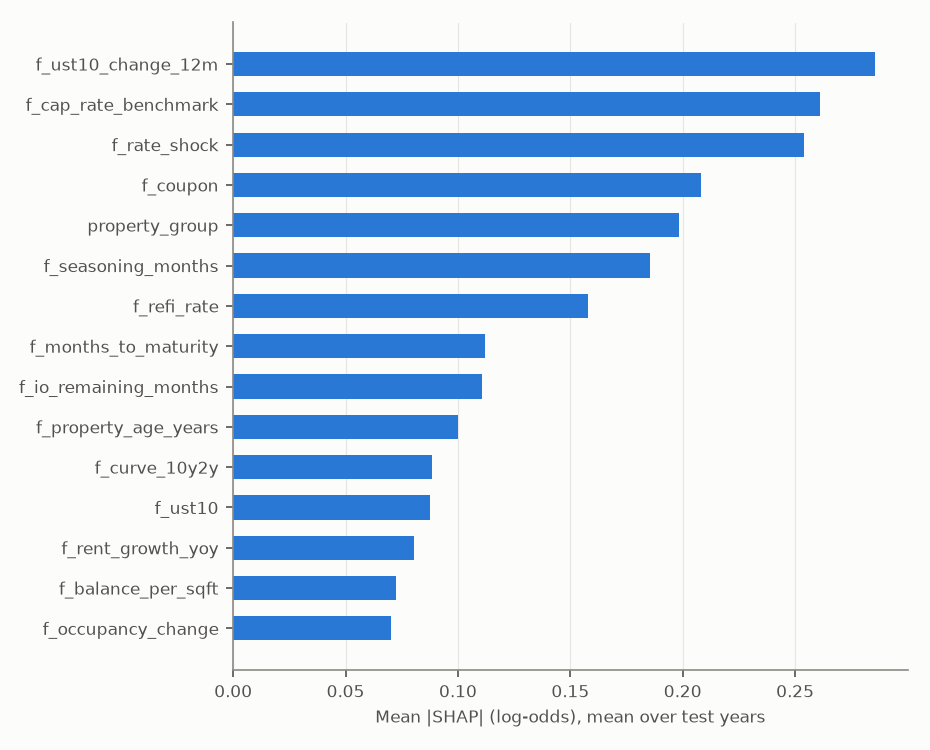 f_ust10_change_12m
f_cap_rate_benchmark
f_rate_shock
f_coupon
property_group
f_seasoning_months
f_refi_rate
f_months_to_maturity
f_io_remaining_months
f_property_age_years
f_curve_10y2y
f_ust10
f_rent_growth_yoy
f_balance_per_sqft
f_occupancy_change
0.00 0.05 0.10 0.15 0.20 0.25
Mean |SHAP| (log-odds), mean over test years